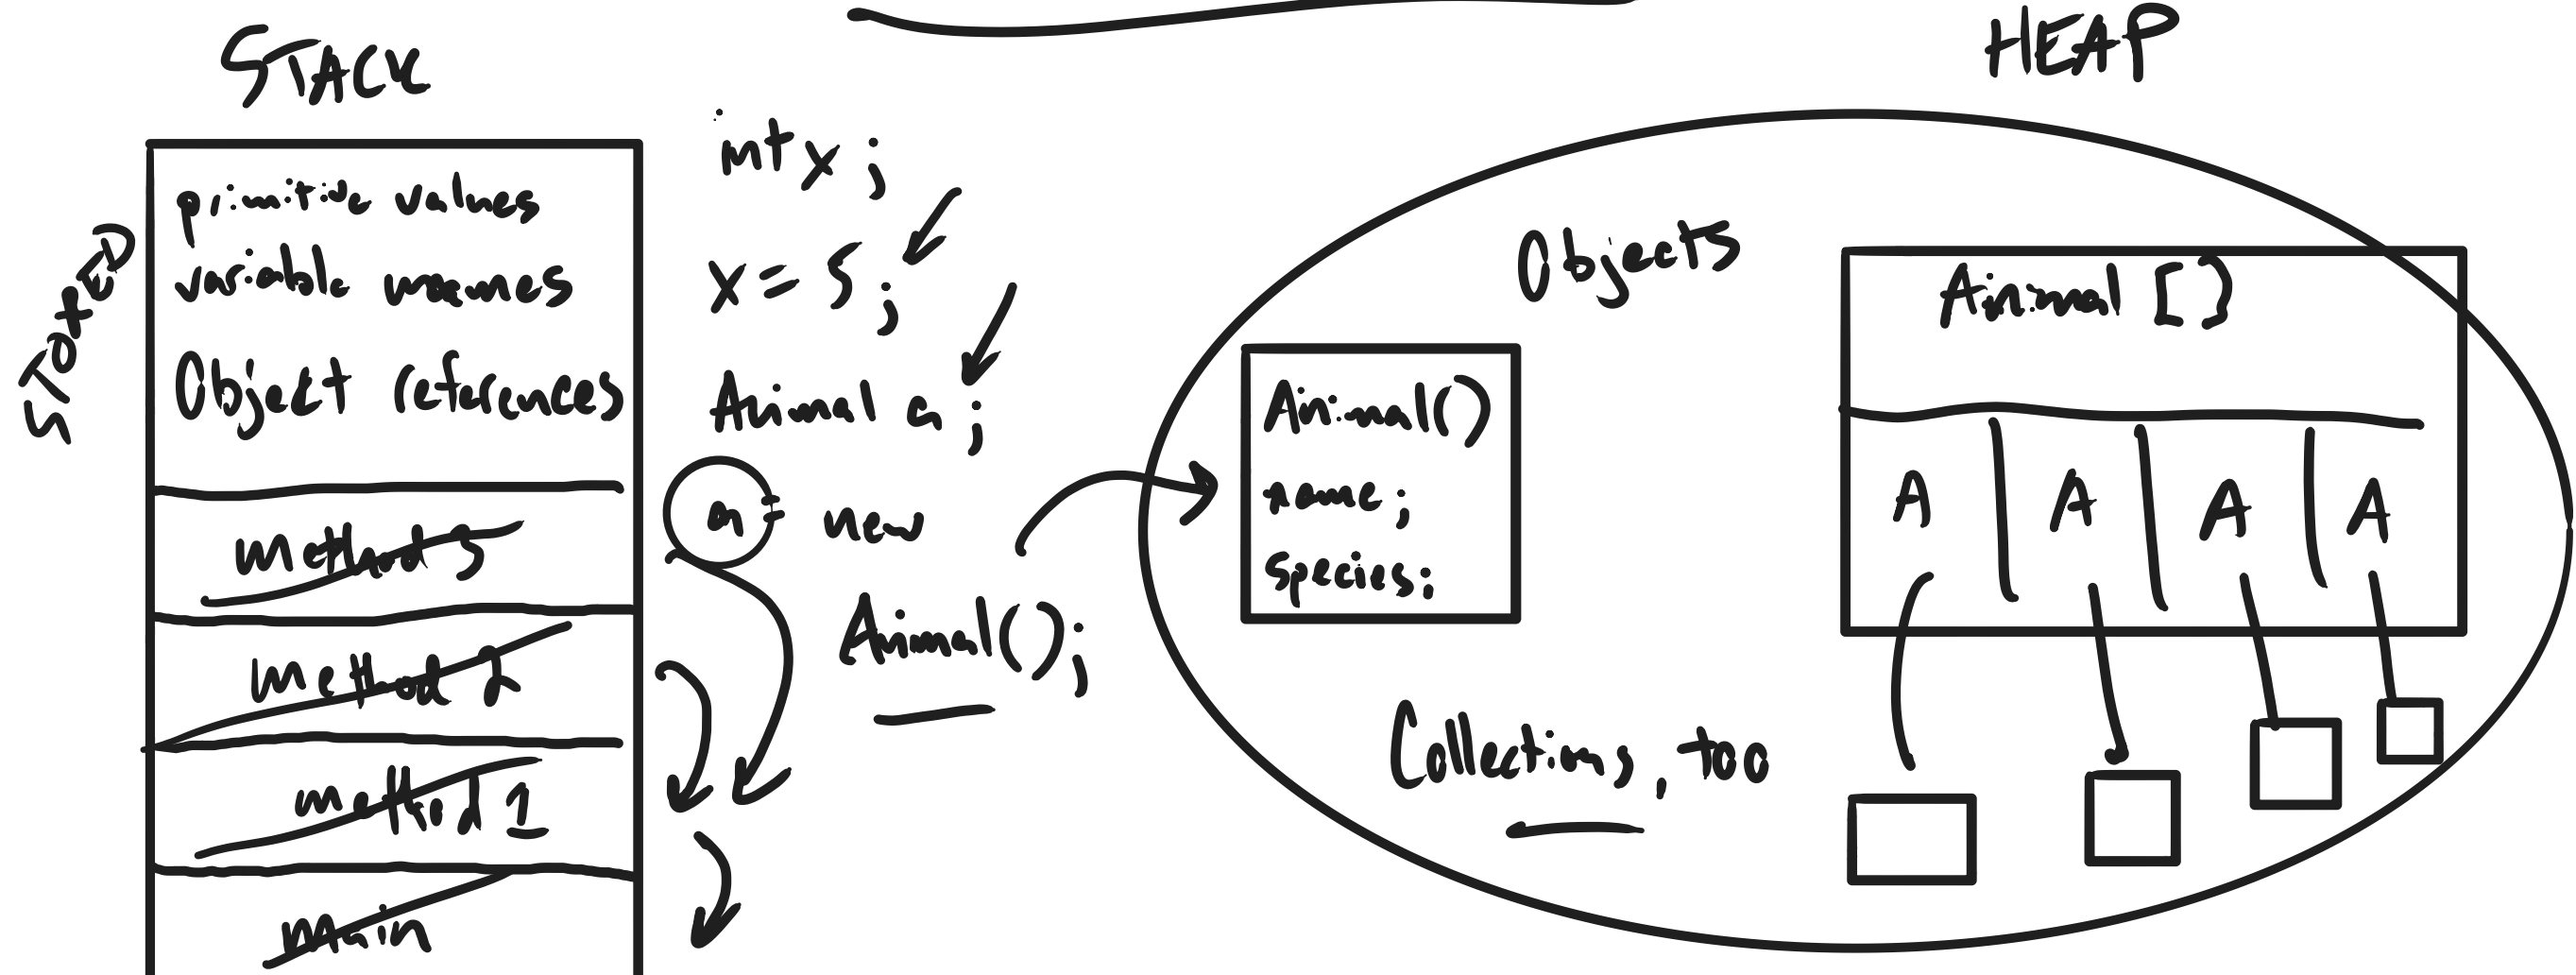 STACK
STORED
primitive values
variable names
Object references
method 3
method 2
method 1
Main
int x ;
x = 5 ;
Animal a ;
a = new
Animal() ;
HEAP
Objects
Animal()
name ;
species ;
Animal []
A A A A
Collections, too